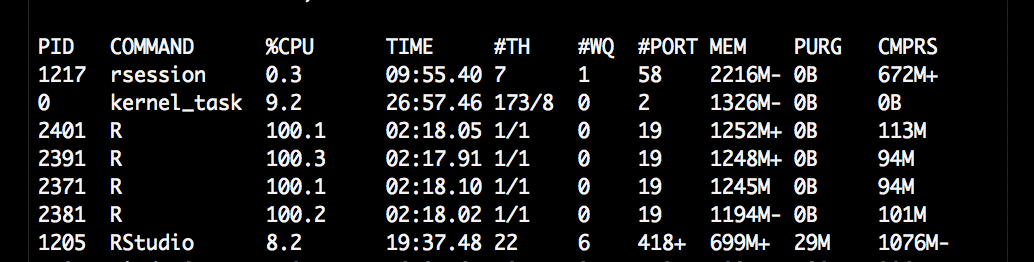 PID COMMAND %CPU TIME #TH #WQ #PORT MEM PURG CMPRS
1217 rsession 0.3 09:55.40 7 1 58 2216M- 0B 672M+
0 kernel_task 9.2 26:57.46 173/8 0 2 1326M- 0B 0B
2401 R 100.1 02:18.05 1/1 0 19 1252M+ 0B 113M
2391 R 100.3 02:17.91 1/1 0 19 1248M+ 0B 94M
2371 R 100.1 02:18.10 1/1 0 19 1245M 0B 94M
2381 R 100.2 02:18.02 1/1 0 19 1194M- 0B 101M
1205 RStudio 8.2 19:37.48 22 6 418+ 699M+ 29M 1076M-